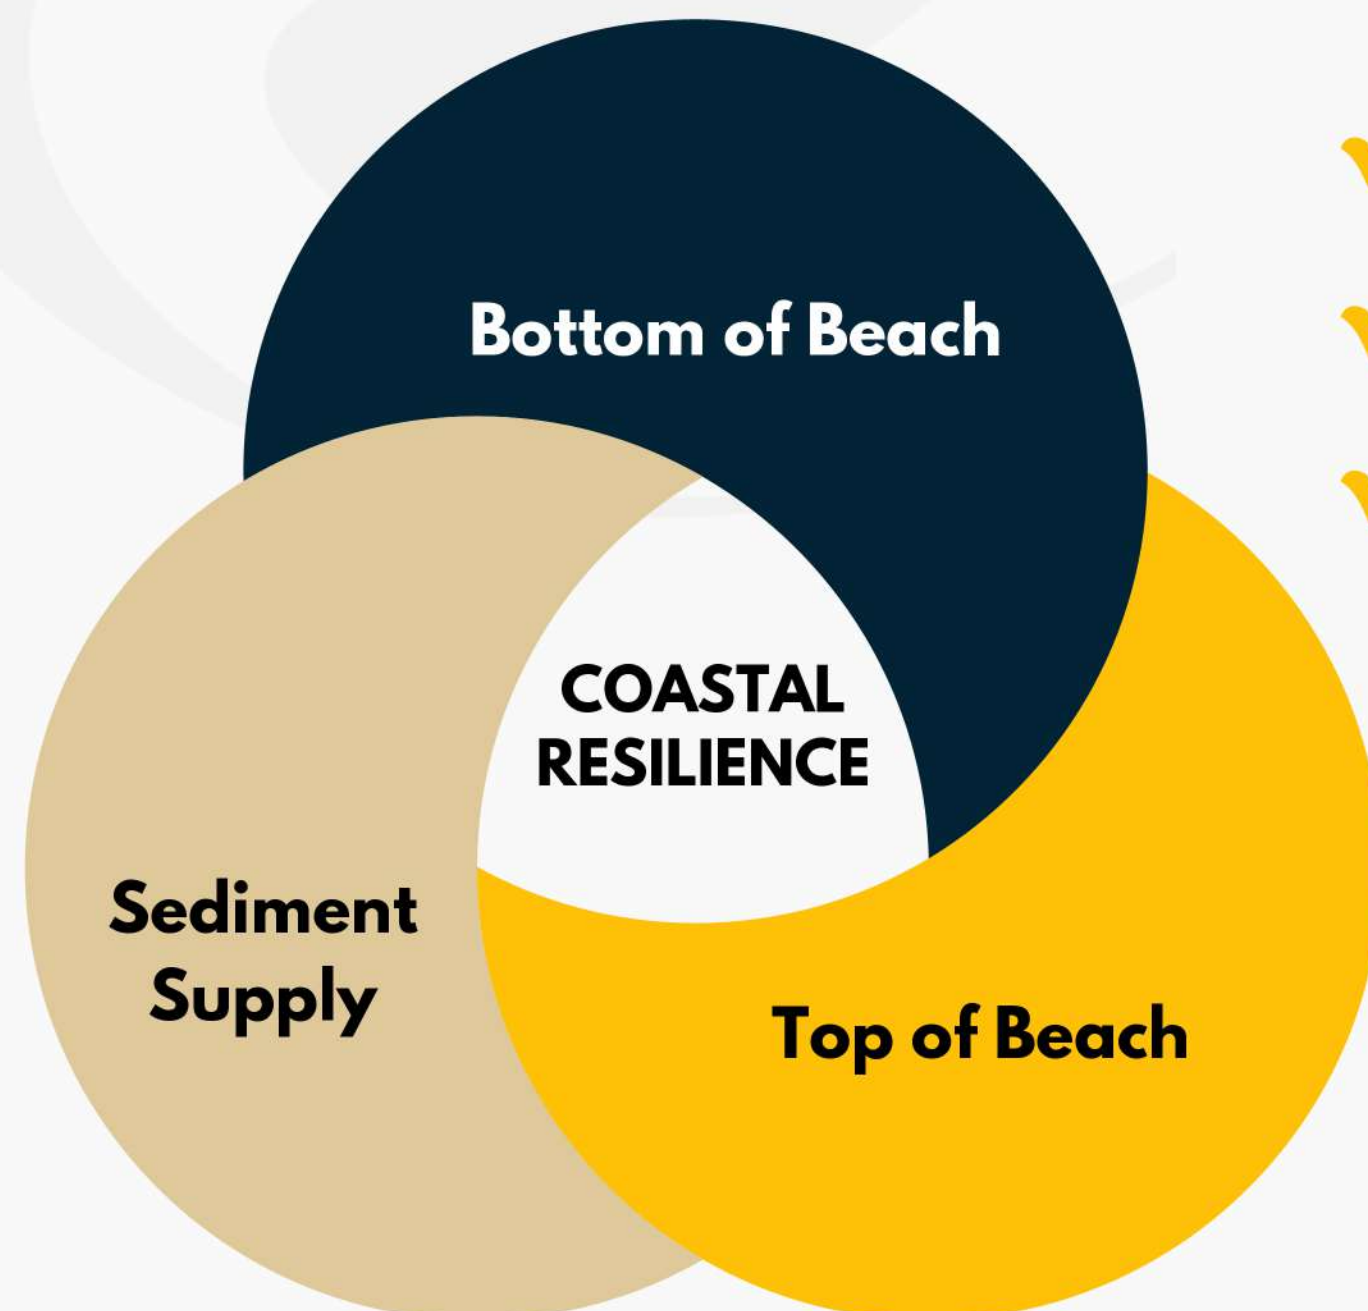 Bottom of Beach
COASTAL
RESILIENCE
Sediment
Supply
Top of Beach